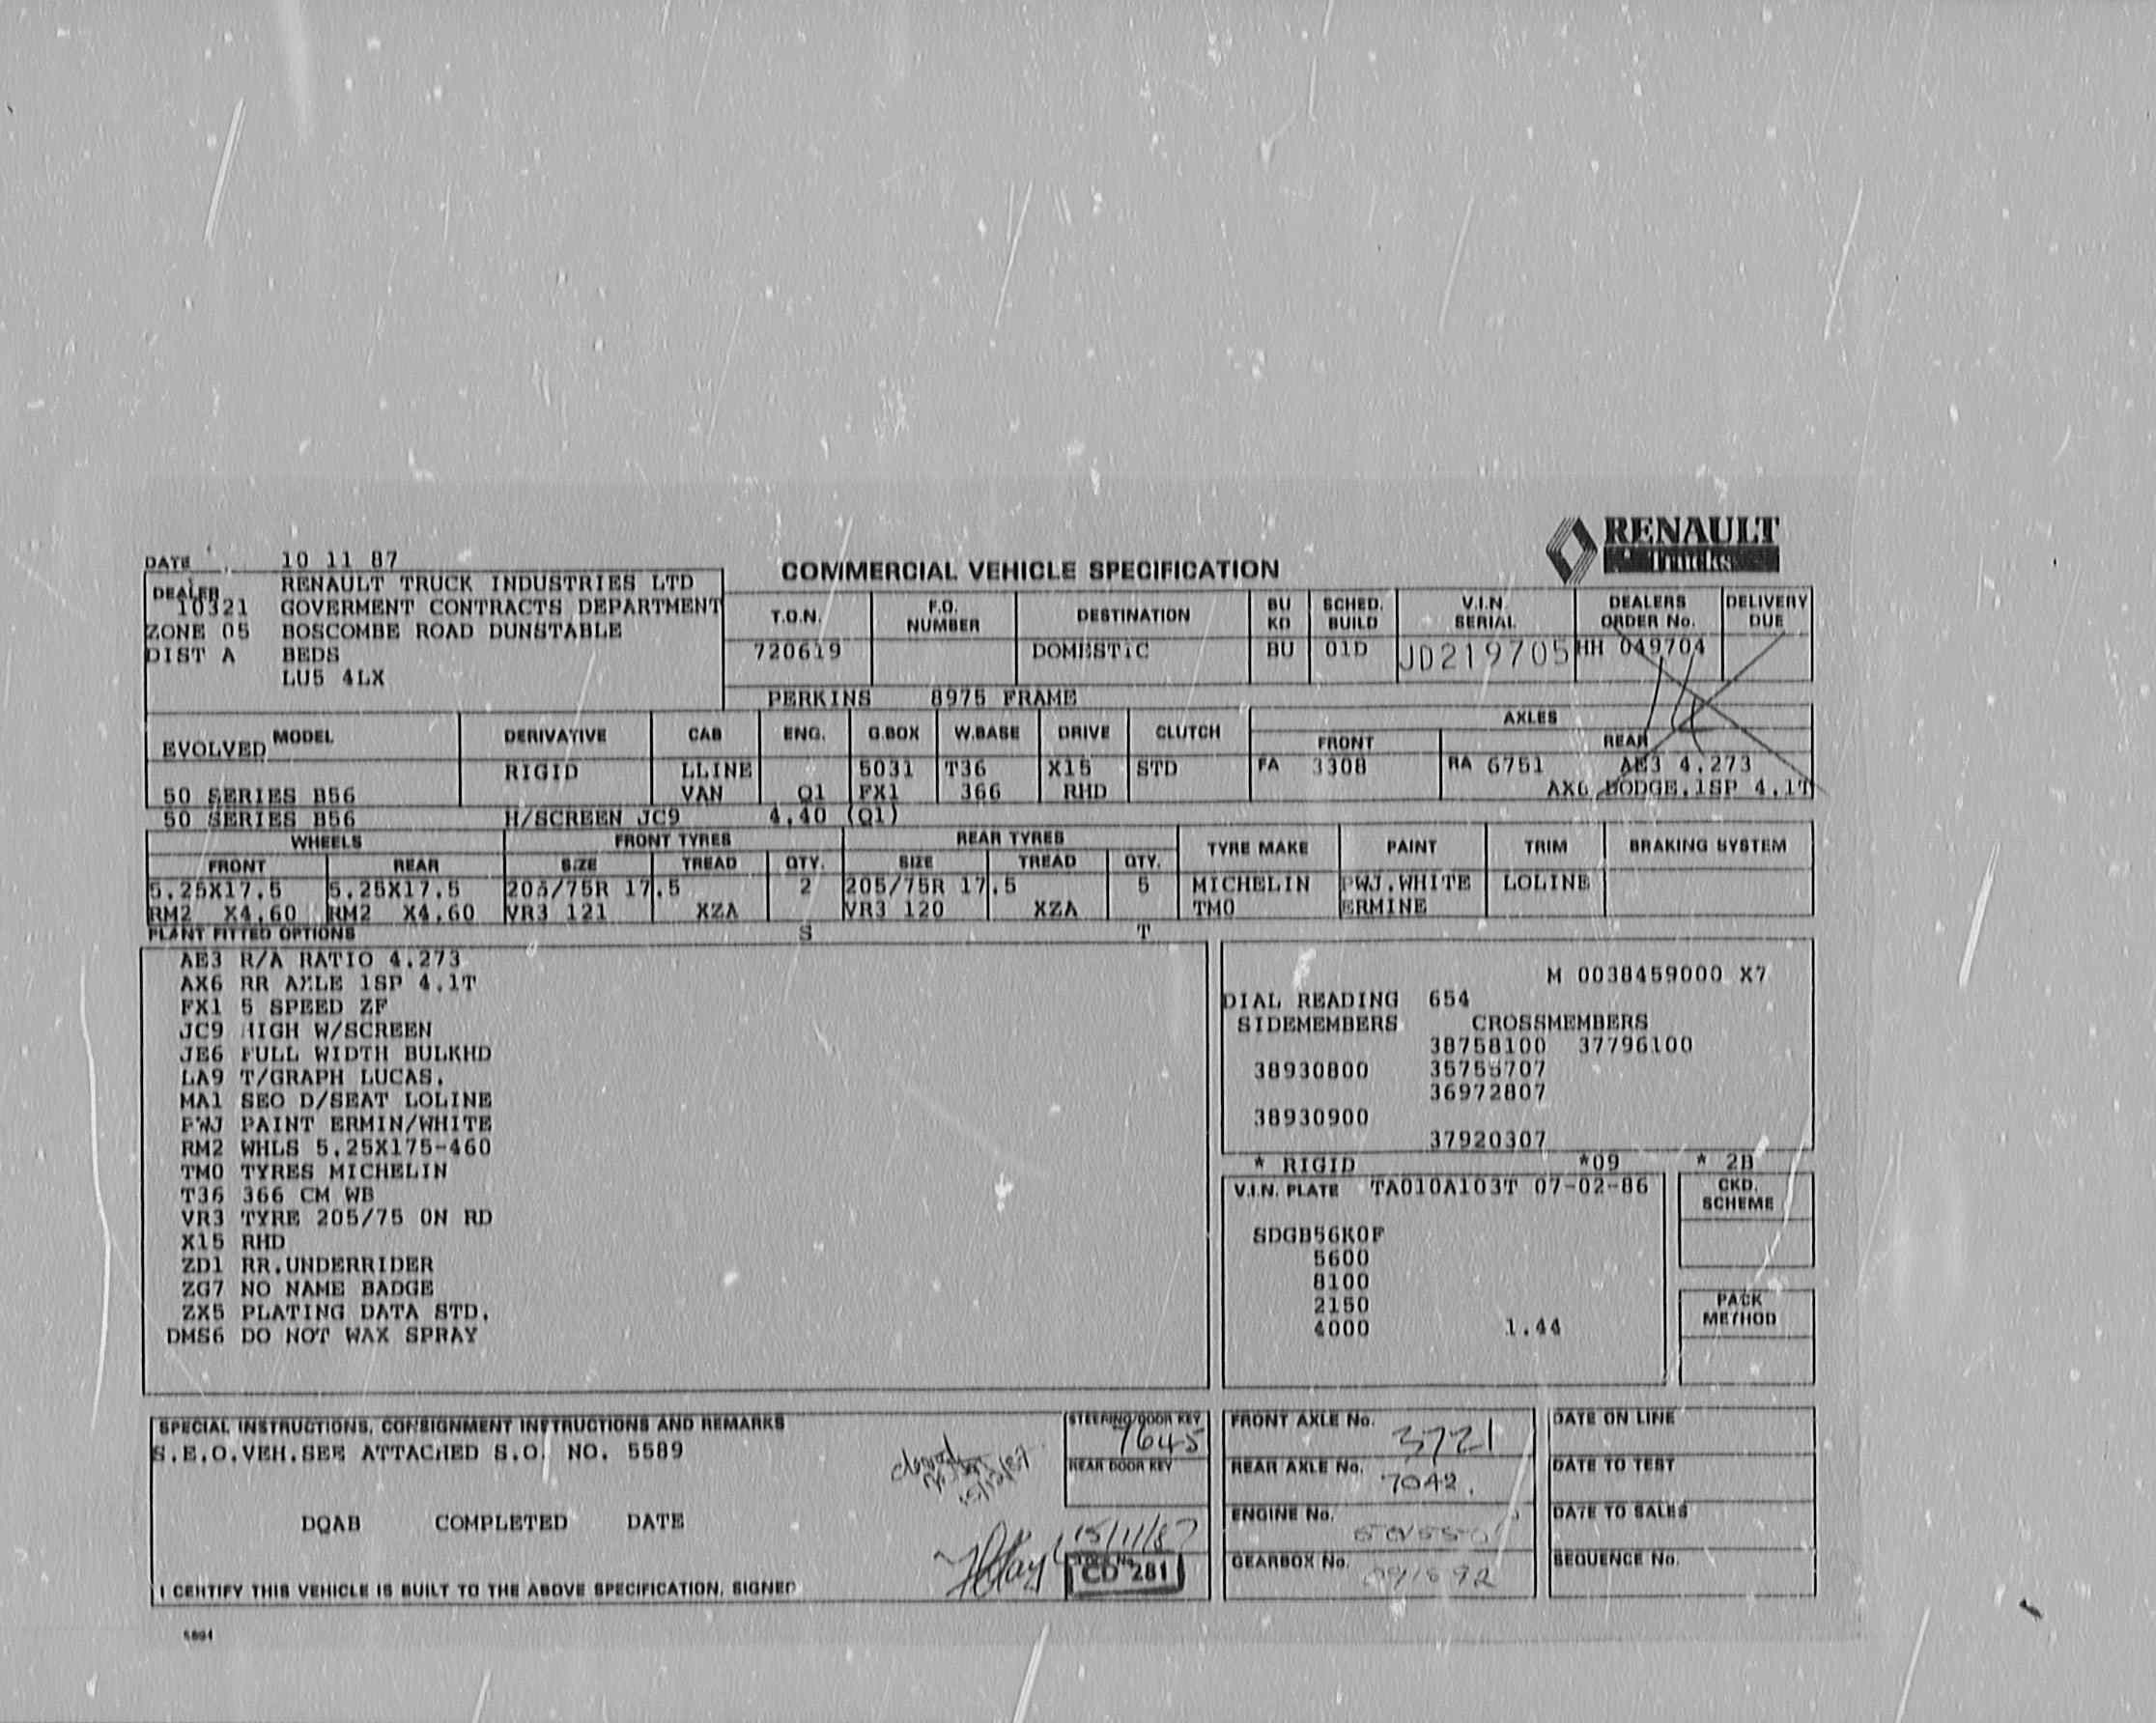 RENAULT
Trucks
DATE 10 11 87
COMMERCIAL VEHICLE SPECIFICATION
DEALER RENAULT TRUCK INDUSTRIES LTD
10321 GOVERMENT CONTRACTS DEPARTMENT
ZONE 05 BOSCOMBE ROAD DUNSTABLE
DIST A BEDS
LU5 4LX
T.O.N. F.O. NUMBER DESTINATION BU KD SCHED. BUILD V.I.N. SERIAL DEALERS ORDER No. DELIVERY DUE
720619 DOMESTIC BU 01D JD219705 HH 049704
PERKINS 8975 FRAME
MODEL DERIVATIVE CAB ENG. G.BOX W.BASE DRIVE CLUTCH AXLES
FRONT REAR
EVOLVED
RIGID LLINE 5031 T36 X15 STD FA 3308 RA 6751 AE3 4.273
50 SERIES B56 VAN Q1 FX1 366 RHD AX6 DODGE.1SP 4.1T
50 SERIES B56 H/SCREEN JC9 4.40 (Q1)
WHEELS FRONT TYRES REAR TYRES TYRE MAKE PAINT TRIM BRAKING SYSTEM
FRONT REAR SIZE TREAD QTY. SIZE TREAD QTY.
5.25X17.5 5.25X17.5 205/75R 17.5 2 205/75R 17.5 5 MICHELIN PWJ.WHITE LOLINE
RM2 X4.60 RM2 X4.60 VR3 121 XZA VR3 120 XZA TMO ERMINE
PLANT FITTED OPTIONS S T
AE3 R/A RATIO 4.273
AX6 RR AXLE 1SP 4.1T
FX1 5 SPEED ZF
JC9 HIGH W/SCREEN
JE6 FULL WIDTH BULKHD
LA9 T/GRAPH LUCAS.
MA1 SEO D/SEAT LOLINE
PWJ PAINT ERMIN/WHITE
RM2 WHLS 5.25X175-460
TMO TYRES MICHELIN
T36 366 CM WB
VR3 TYRE 205/75 ON RD
X15 RHD
ZD1 RR.UNDERRIDER
ZG7 NO NAME BADGE
ZX5 PLATING DATA STD.
DMS6 DO NOT WAX SPRAY
M 0038459000 X7
DIAL READING 654
SIDEMEMBERS CROSSMEMBERS
38758100 37796100
38930800 35755707
36972807
38930900
37920307
* RIGID *09 * 2B
V.I.N. PLATE TA010A103T 07-02-86
SDGB56K0F
5600
8100
2150
4000 1.44
CKD. SCHEME
PACK METHOD
SPECIAL INSTRUCTIONS, CONSIGNMENT INSTRUCTIONS AND REMARKS
S.E.O.VEH.SEE ATTACHED S.O. NO. 5589
DQAB COMPLETED DATE
15/12/87
I CERTIFY THIS VEHICLE IS BUILT TO THE ABOVE SPECIFICATION, SIGNED
STEERING/DOOR KEY 7645
REAR DOOR KEY
15/11/87
CD 281
FRONT AXLE No. 3721
REAR AXLE No. 7042.
ENGINE No.
GEARBOX No.
DATE ON LINE
DATE TO TEST
DATE TO SALES
SEQUENCE No.